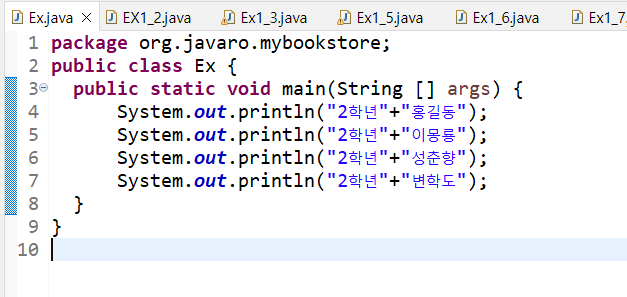 Ex.java EX1_2.java Ex1_3.java Ex1_5.java Ex1_6.java Ex1_7.
1 package org.javaro.mybookstore;
2 public class Ex {
3 public static void main(String [] args) {
4 System.out.println("2학년"+"홍길동");
5 System.out.println("2학년"+"이몽룡");
6 System.out.println("2학년"+"성춘향");
7 System.out.println("2학년"+"변학도");
8 }
9 }
10